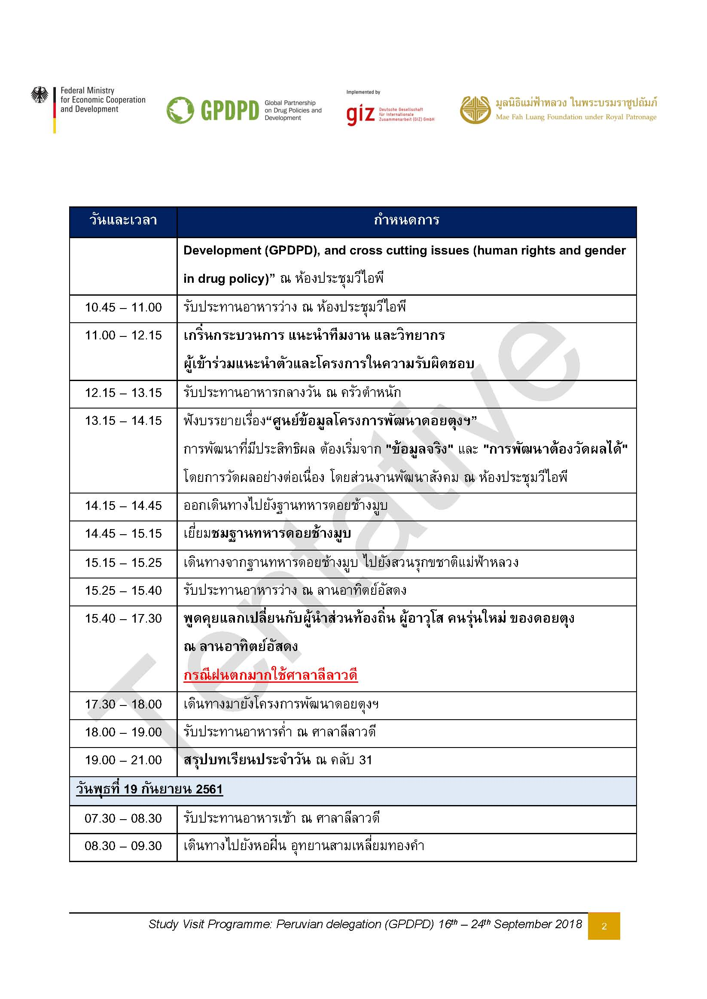 Federal Ministry
for Economic Cooperation
and Development
GPDPD
Global Partnership
on Drug Policies and
Development
Implemented by
giz
Deutsche Gesellschaft
für Internationale
Zusammenarbeit (GIZ) GmbH
มูลนิธิแม่ฟ้าหลวง ในพระบรมราชูปถัมภ์
Mae Fah Luang Foundation under Royal Patronage
วันและเวลา กำหนดการ
Development (GPDPD), and cross cutting issues (human rights and gender
in drug policy)” ณ ห้องประชุมวีไอพี
10.45 – 11.00 รับประทานอาหารว่าง ณ ห้องประชุมวีไอพี
11.00 – 12.15 เกริ่นกระบวนการ แนะนำทีมงาน และวิทยากร
ผู้เข้าร่วมแนะนำตัวและโครงการในความรับผิดชอบ
12.15 – 13.15 รับประทานอาหารกลางวัน ณ ครัวตำหนัก
13.15 – 14.15 ฟังบรรยายเรื่อง“ศูนย์ข้อมูลโครงการพัฒนาดอยตุงฯ”
การพัฒนาที่มีประสิทธิผล ต้องเริ่มจาก "ข้อมูลจริง" และ "การพัฒนาต้องวัดผลได้"
โดยการวัดผลอย่างต่อเนื่อง โดยส่วนงานพัฒนาสังคม ณ ห้องประชุมวีไอพี
14.15 – 14.45 ออกเดินทางไปยังฐานทหารดอยช้างมูบ
14.45 – 15.15 เยี่ยมชมฐานทหารดอยช้างมูบ
15.15 – 15.25 เดินทางจากฐานทหารดอยช้างมูบ ไปยังสวนรุกขชาติแม่ฟ้าหลวง
15.25 – 15.40 รับประทานอาหารว่าง ณ ลานอาทิตย์อัสดง
15.40 – 17.30 พูดคุยแลกเปลี่ยนกับผู้นำส่วนท้องถิ่น ผู้อาวุโส คนรุ่นใหม่ ของดอยตุง
ณ ลานอาทิตย์อัสดง
กรณีฝนตกมากใช้ศาลาลีลาวดี
17.30 – 18.00 เดินทางมายังโครงการพัฒนาดอยตุงฯ
18.00 – 19.00 รับประทานอาหารค่ำ ณ ศาลาลีลาวดี
19.00 – 21.00 สรุปบทเรียนประจำวัน ณ คลับ 31
วันพุธที่ 19 กันยายน 2561
07.30 – 08.30 รับประทานอาหารเช้า ณ ศาลาลีลาวดี
08.30 – 09.30 เดินทางไปยังหอฝิ่น อุทยานสามเหลี่ยมทองคำ
Tentative
Study Visit Programme: Peruvian delegation (GPDPD) 16th – 24th September 2018 2